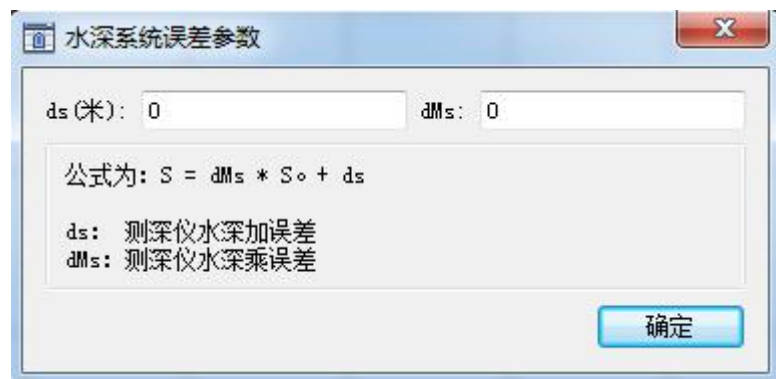 水深系统误差参数
ds(米): 0 dMs: 0
公式为: S = dMs * S。+ ds
ds: 测深仪水深加误差
dMs: 测深仪水深乘误差
确定